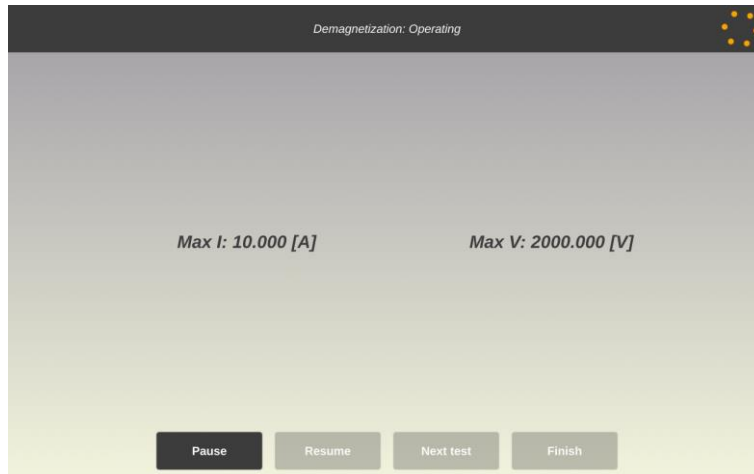 Demagnetization: Operating
Max I: 10.000 [A] Max V: 2000.000 [V]
Pause Resume Next test Finish